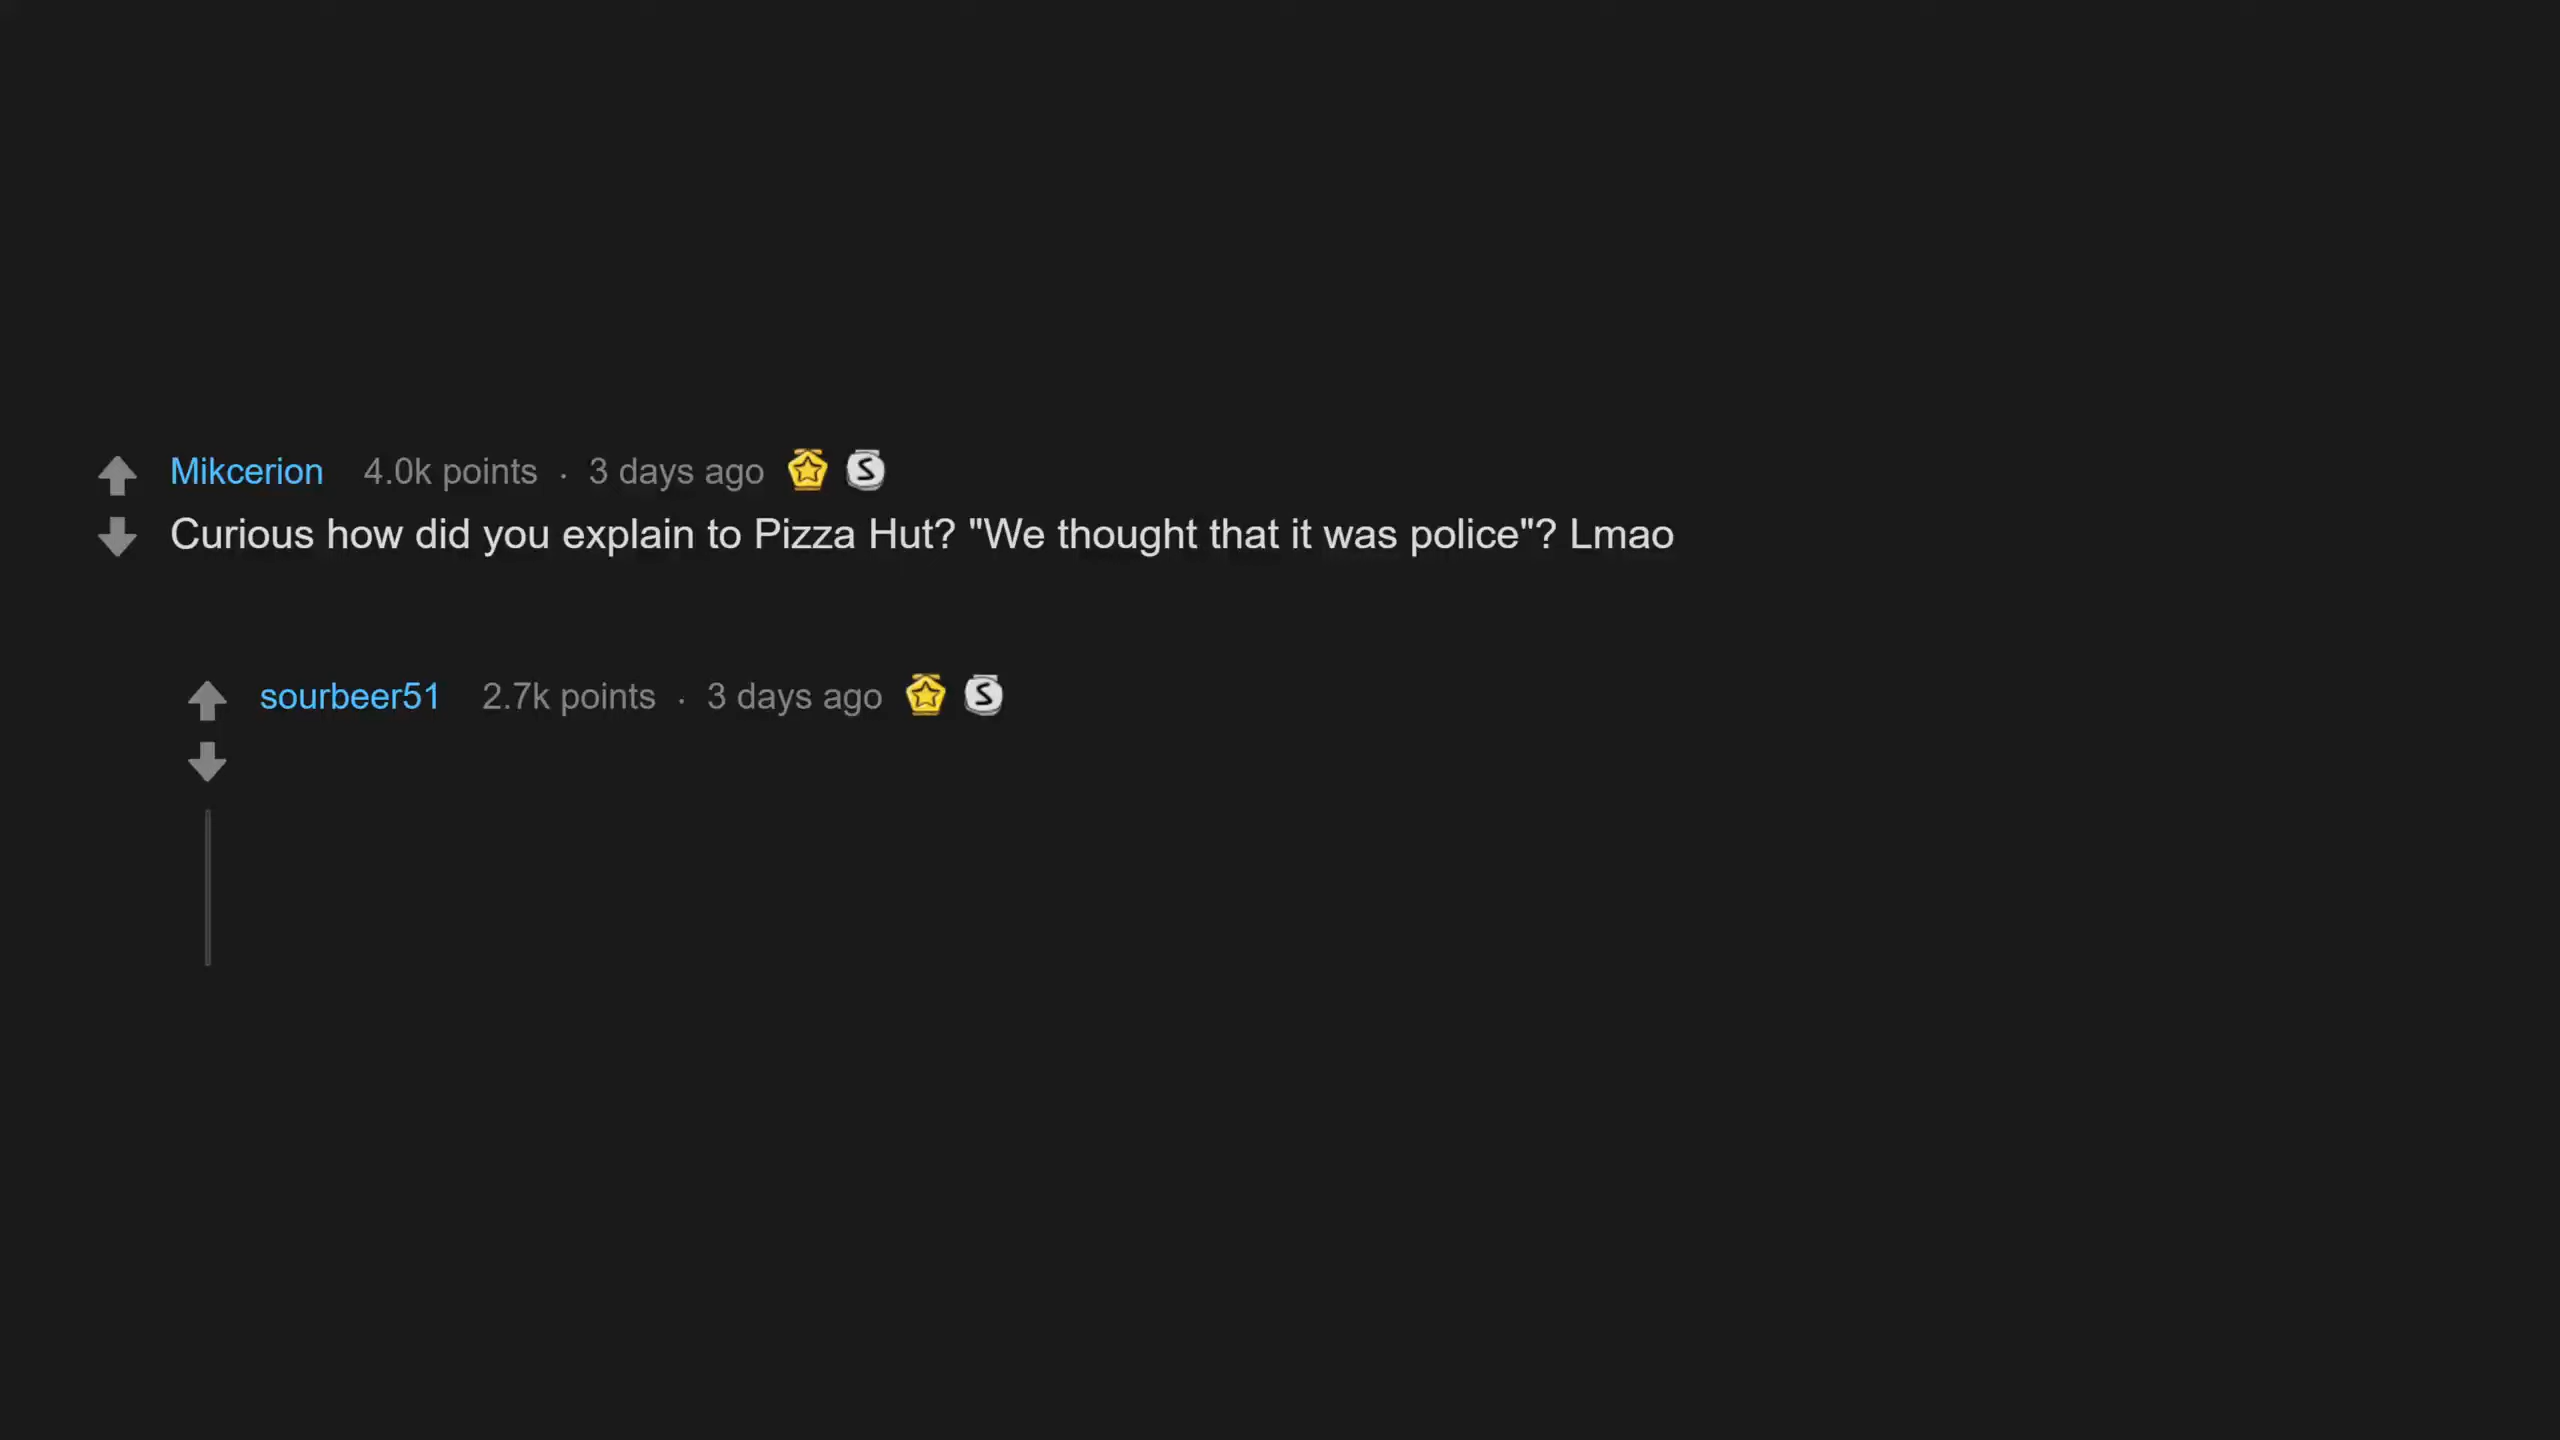 Mikcerion 4.0k points · 3 days ago
Curious how did you explain to Pizza Hut? "We thought that it was police"? Lmao
sourbeer51 2.7k points · 3 days ago